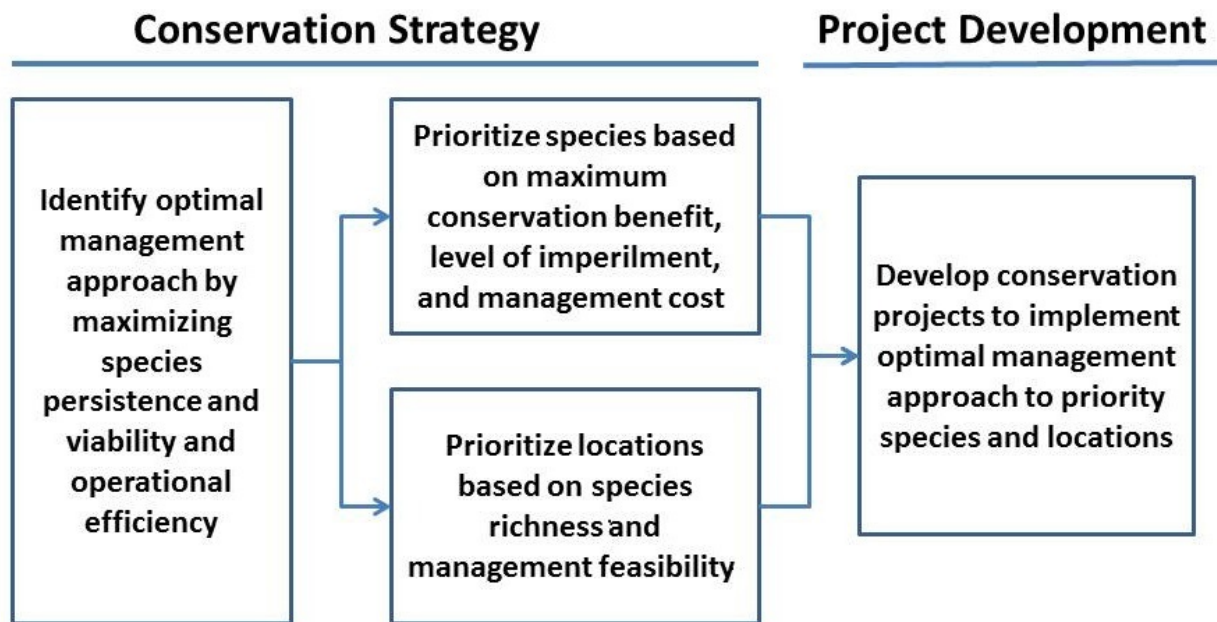 Conservation Strategy
Project Development
Identify optimal
management
approach by
maximizing
species
persistence and
viability and
operational
efficiency
Prioritize species based
on maximum
conservation benefit,
level of imperilment,
and management cost
Prioritize locations
based on species
richness and
management feasibility
Develop conservation
projects to implement
optimal management
approach to priority
species and locations